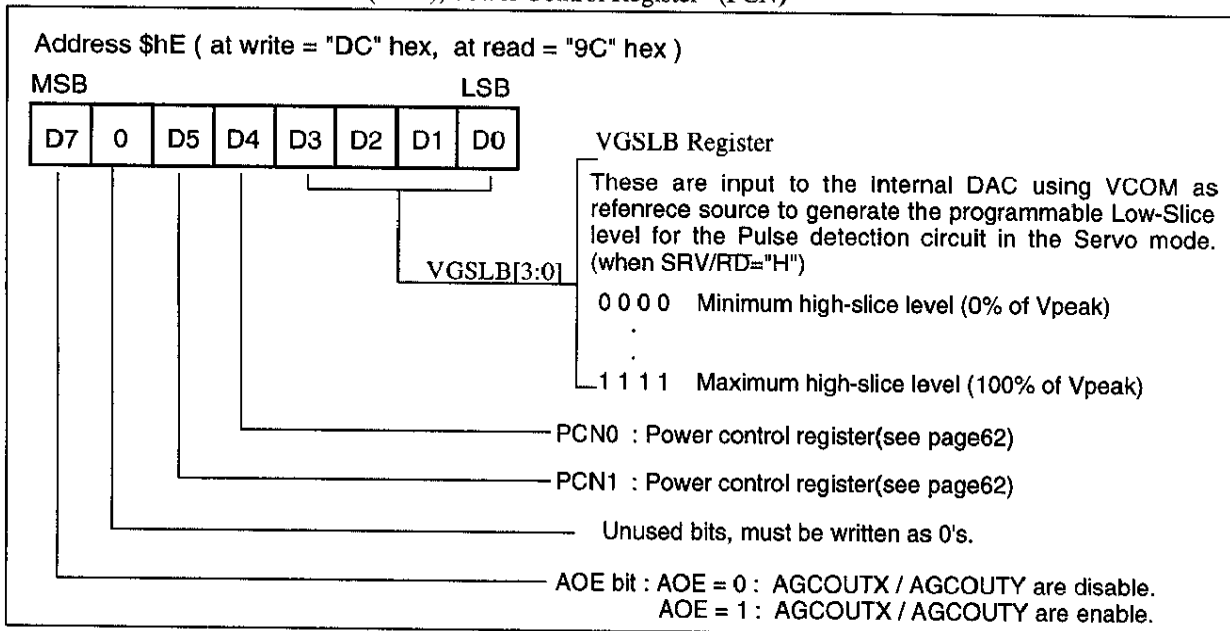 Power Control Register (PCN)
Address $hE ( at write = "DC" hex, at read = "9C" hex )
MSB LSB
D7 0 D5 D4 D3 D2 D1 D0
VGSLB Register
These are input to the internal DAC using VCOM as
refenrece source to generate the programmable Low-Slice
level for the Pulse detection circuit in the Servo mode.
(when SRV/RD="H")
VGSLB[3:0]
0 0 0 0 Minimum high-slice level (0% of Vpeak)
.
.
1 1 1 1 Maximum high-slice level (100% of Vpeak)
PCN0 : Power control register(see page62)
PCN1 : Power control register(see page62)
Unused bits, must be written as 0's.
AOE bit : AOE = 0 : AGCOUTX / AGCOUTY are disable.
AOE = 1 : AGCOUTX / AGCOUTY are enable.